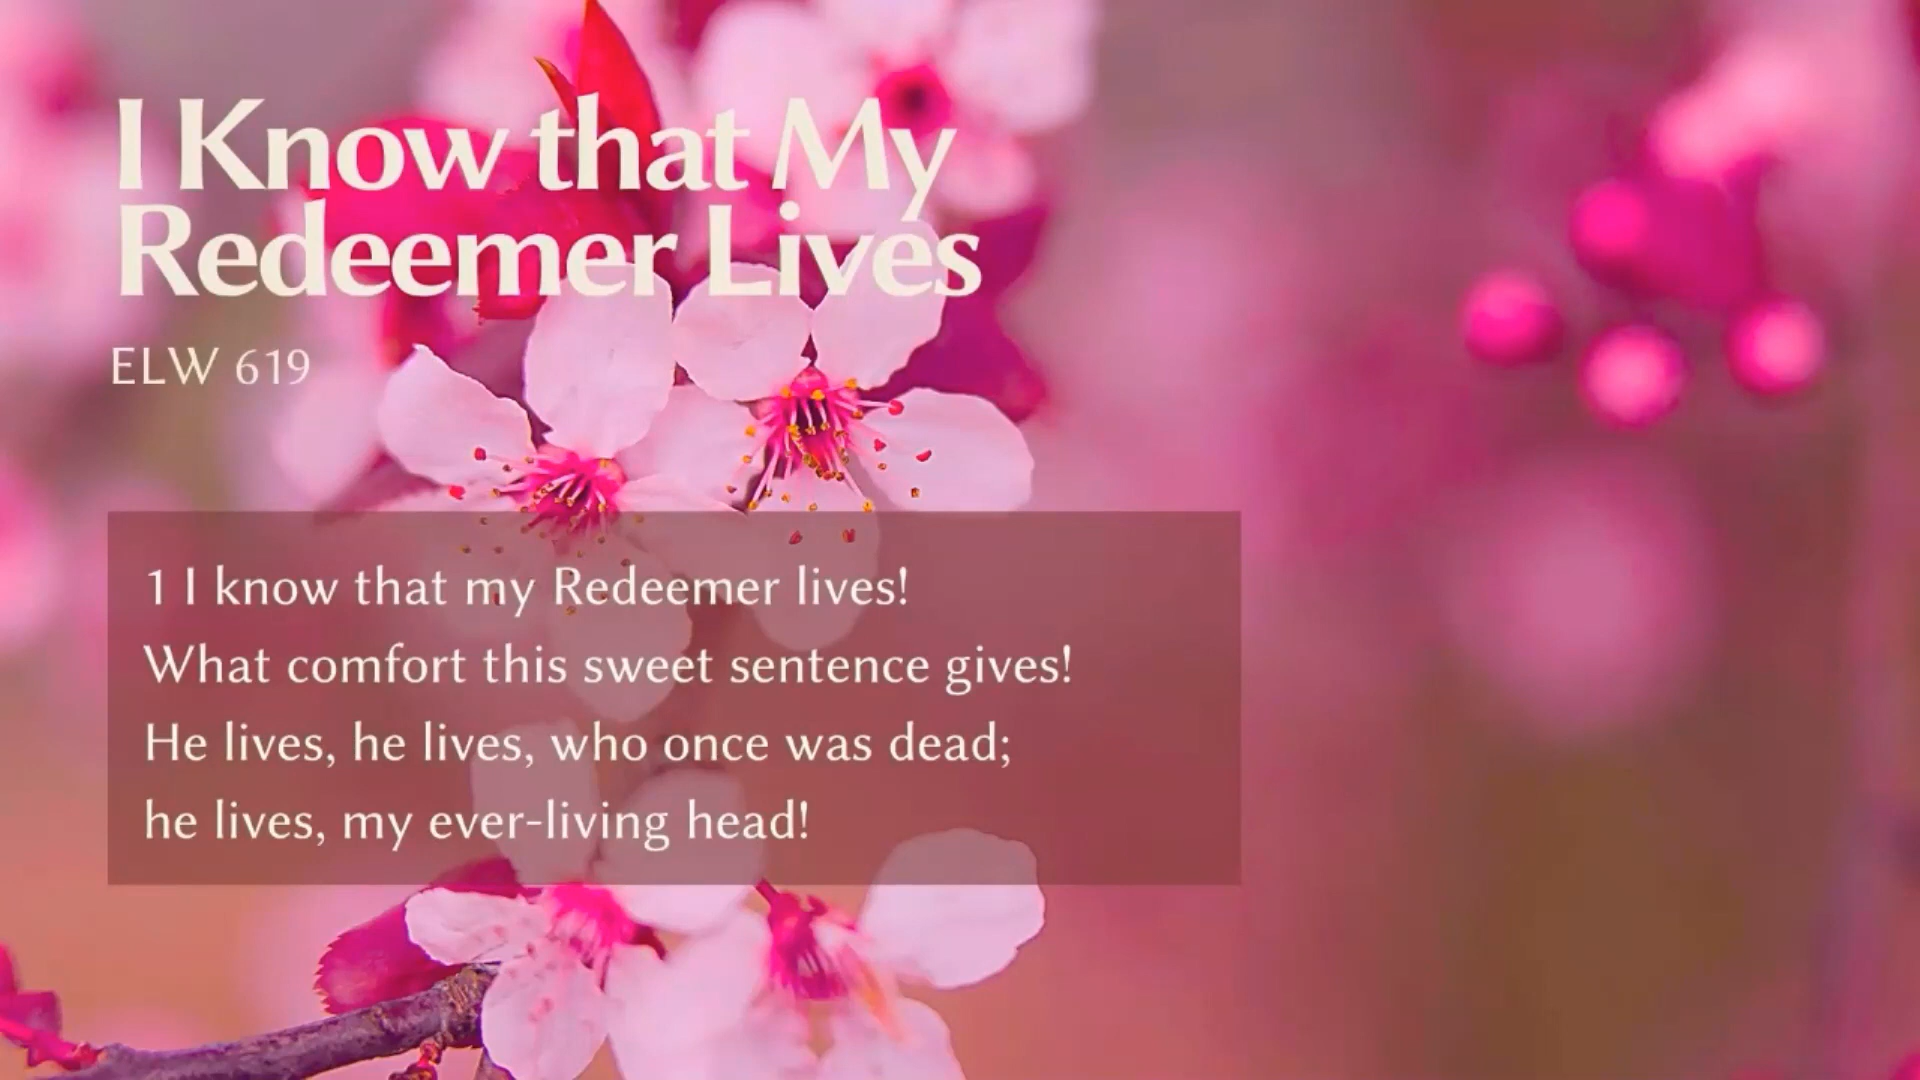 I Know that My
Redeemer Lives
ELW 619
1 I know that my Redeemer lives!
What comfort this sweet sentence gives!
He lives, he lives, who once was dead;
he lives, my ever-living head!